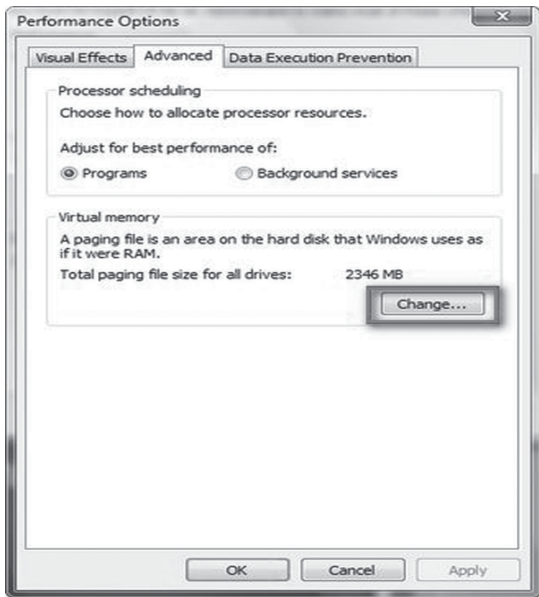 Performance Options
Visual Effects
Advanced
Data Execution Prevention
Processor scheduling
Choose how to allocate processor resources.
Adjust for best performance of:
Programs
Background services
Virtual memory
A paging file is an area on the hard disk that Windows uses as
if it were RAM.
Total paging file size for all drives: 2346 MB
Change...
OK
Cancel
Apply